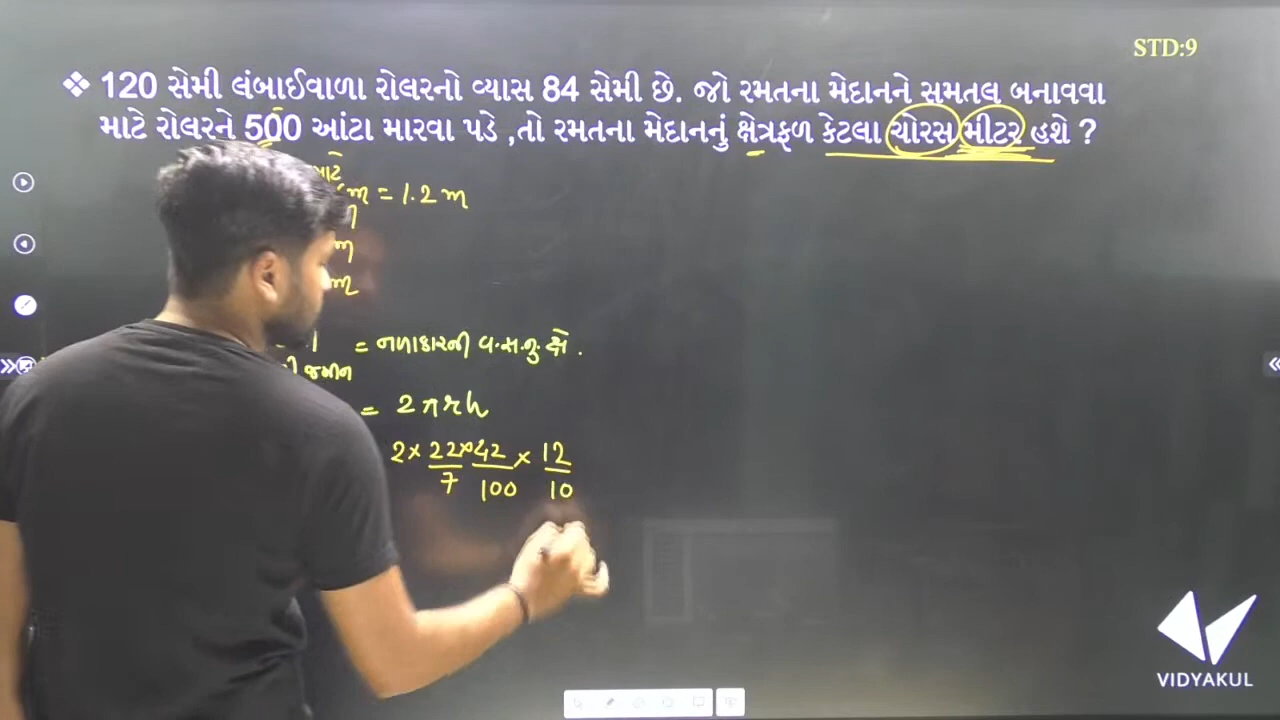 STD:9
❖ 120 સેમી લંબાઈવાળા રોલરનો વ્યાસ 84 સેમી છે. જો રમતના મેદાનને સમતલ બનાવવા
માટે રોલરને 500 આંટા મારવા પડે ,તો રમતના મેદાનનું ક્ષેત્રફળ કેટલા ચોરસ મીટર હશે ?
= 1.2 m
= નળાકારની વ.સ.નુ.ક્ષે.
જમીન
= 2πrh
2 × 22/7 × 42/100 × 12/10
VIDYAKUL